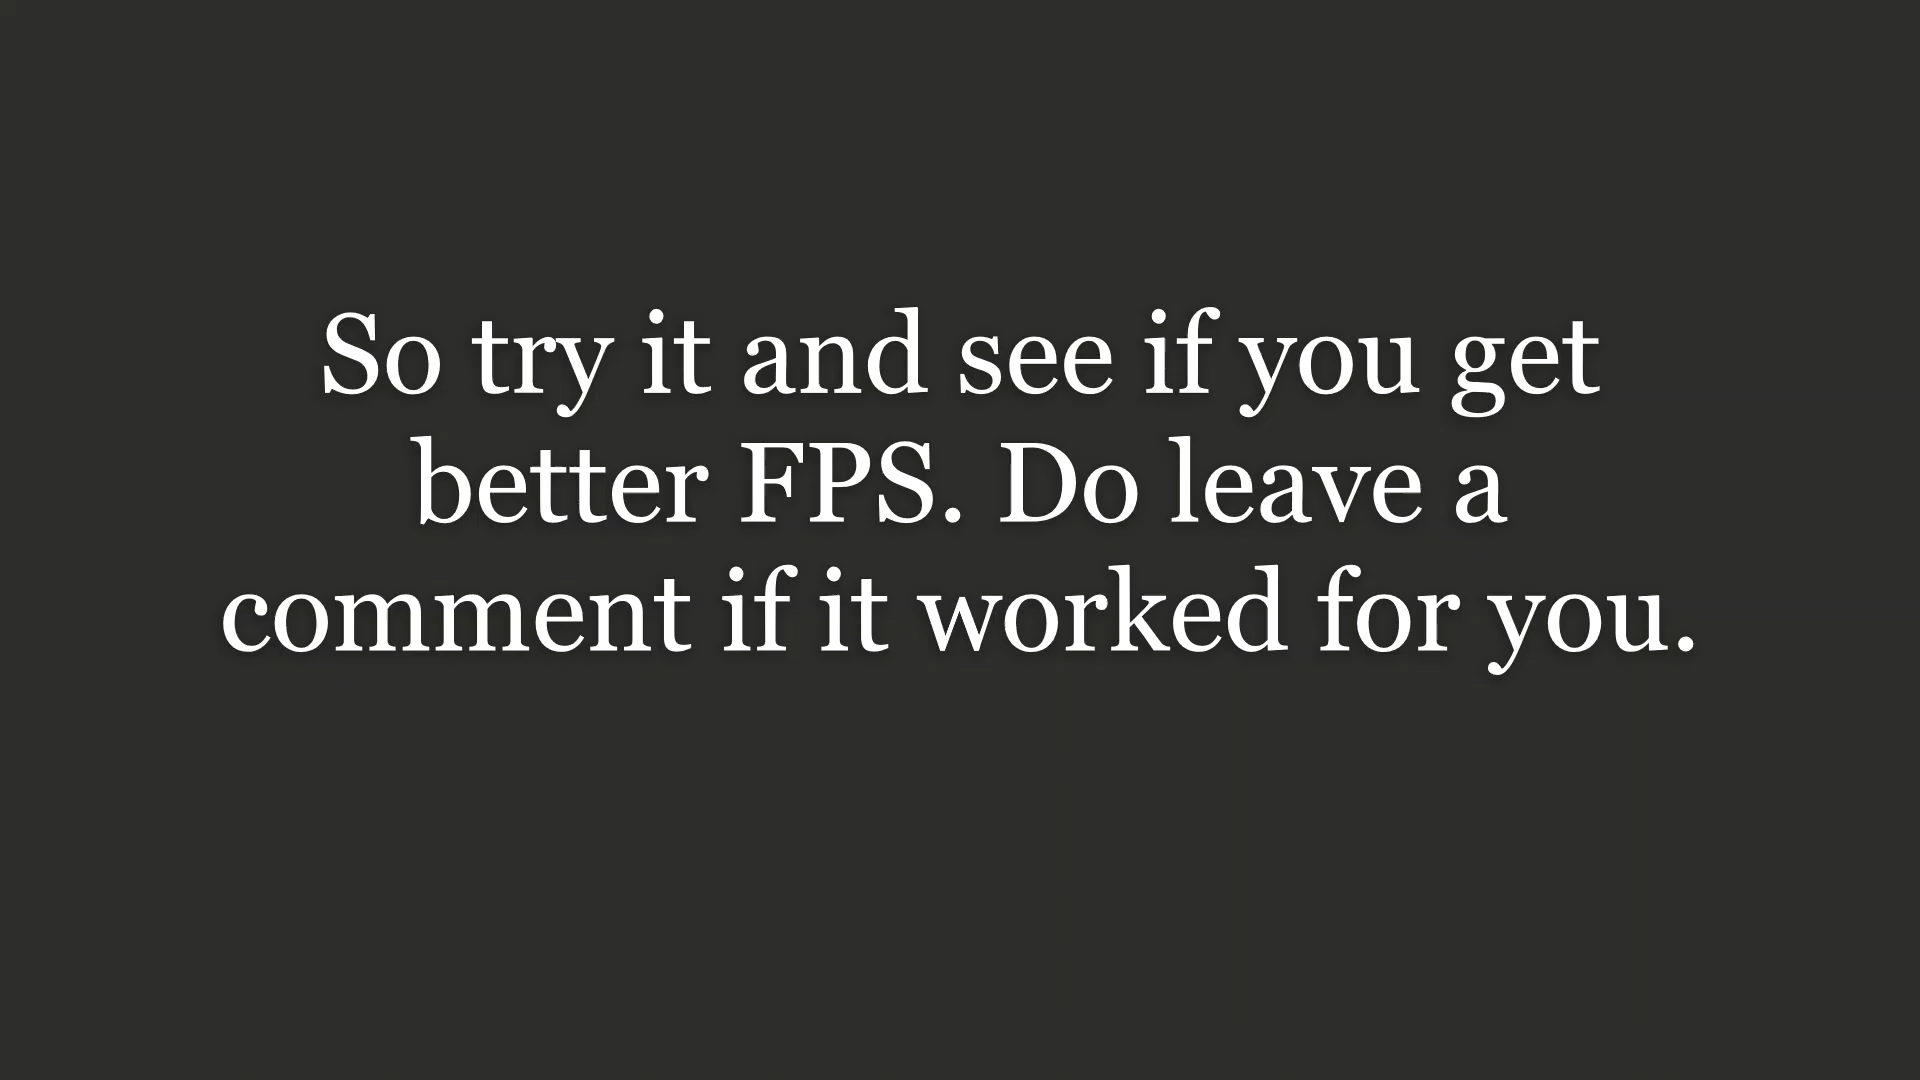 So try it and see if you get
better FPS. Do leave a
comment if it worked for you.